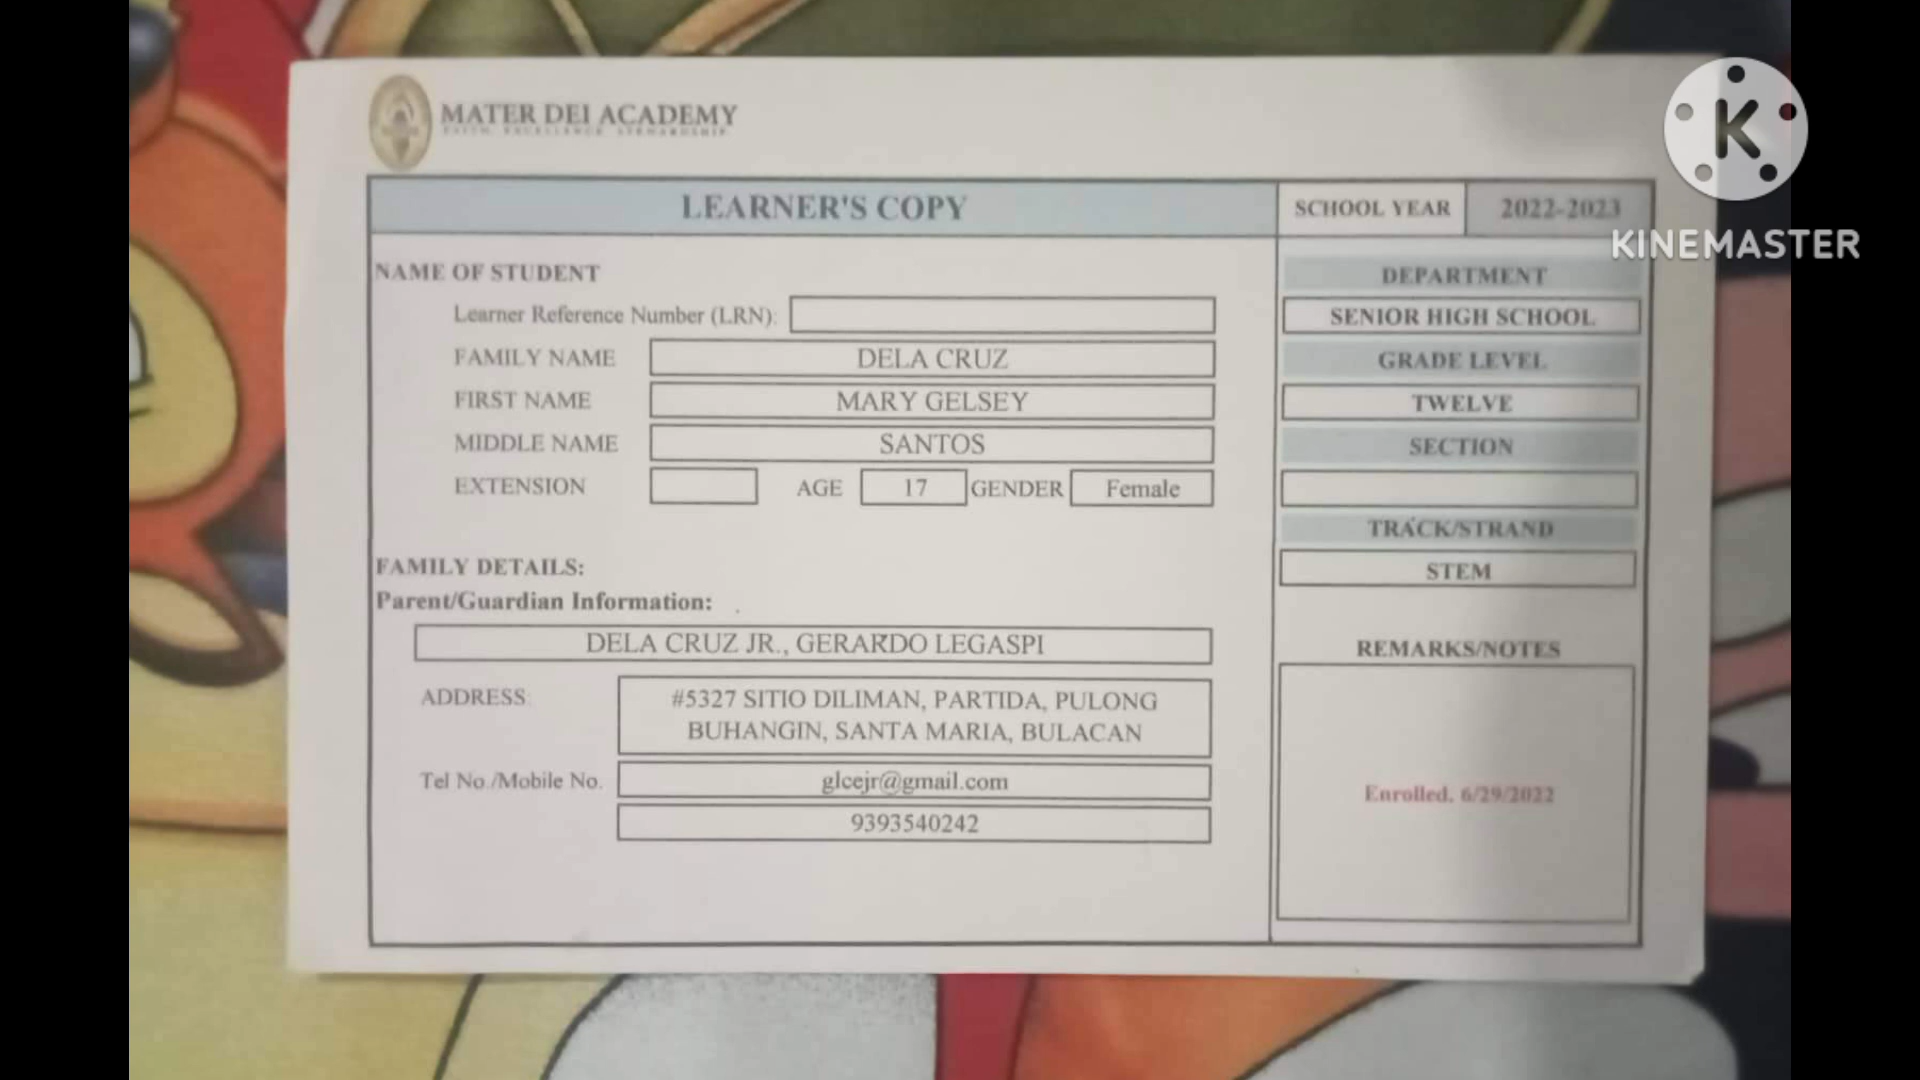 MATER DEI ACADEMY
LEARNER'S COPY
SCHOOL YEAR
2022-2023
KINEMASTER
NAME OF STUDENT
Learner Reference Number (LRN):
FAMILY NAME
DELA CRUZ
FIRST NAME
MARY GELSEY
MIDDLE NAME
SANTOS
EXTENSION
AGE
17
GENDER
Female
FAMILY DETAILS:
Parent/Guardian Information:
DELA CRUZ JR., GERARDO LEGASPI
ADDRESS:
#5327 SITIO DILIMAN, PARTIDA, PULONG
BUHANGIN, SANTA MARIA, BULACAN
Tel No./Mobile No.
glcejr@gmail.com
9393540242
DEPARTMENT
SENIOR HIGH SCHOOL
GRADE LEVEL
TWELVE
SECTION
TRACK/STRAND
STEM
REMARKS/NOTES
Enrolled, 6/29/2022